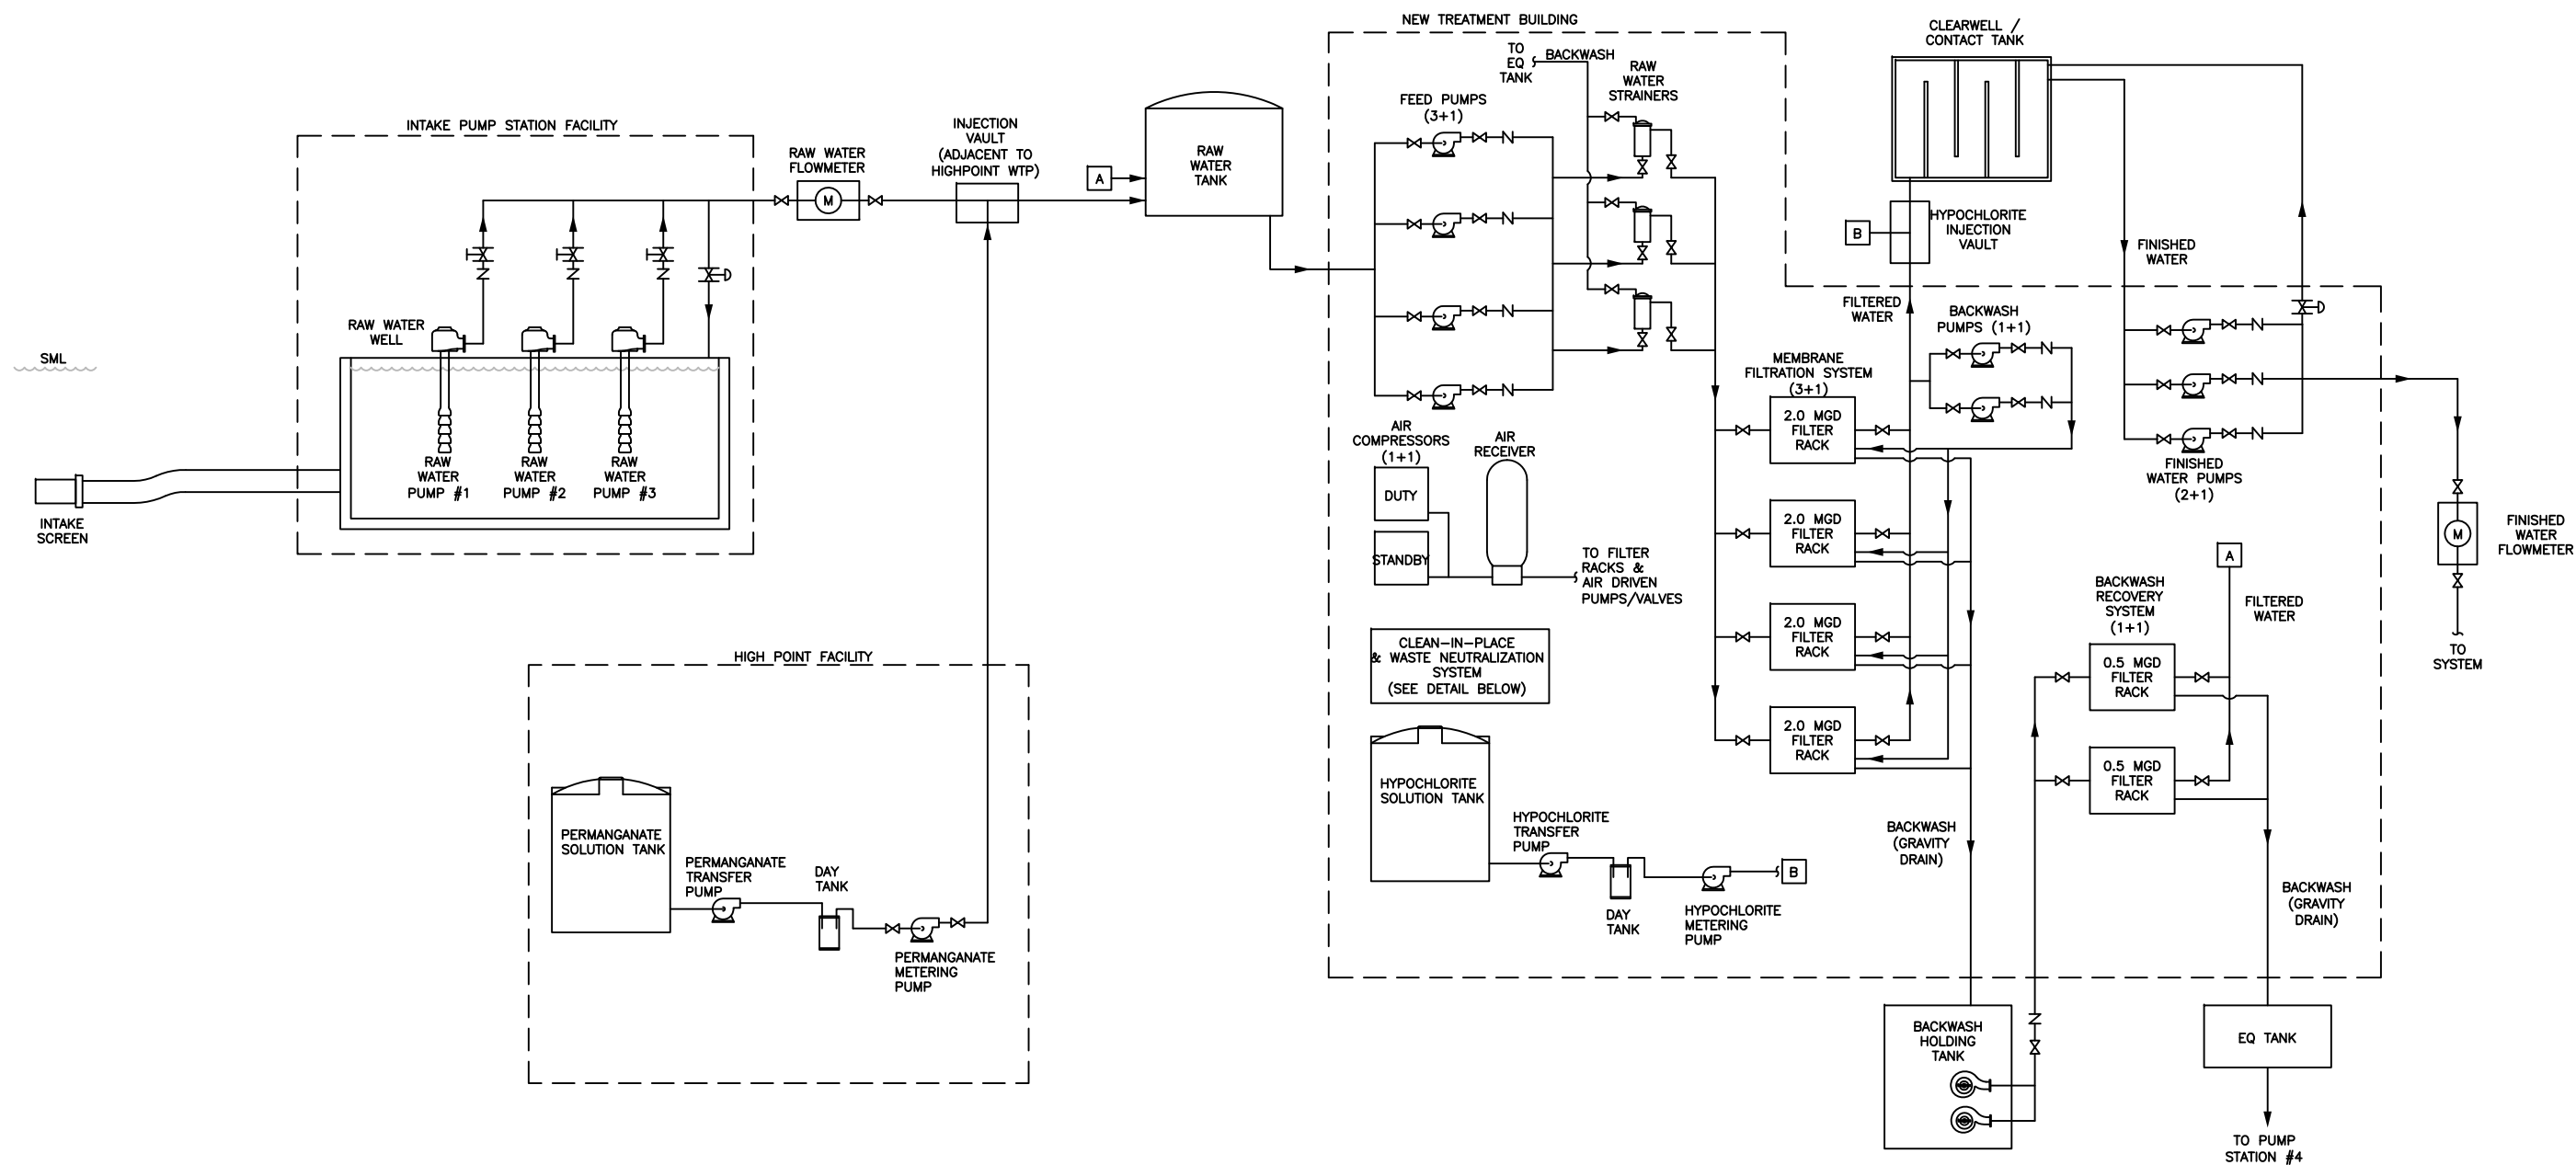 NEW TREATMENT BUILDING
CLEARWELL /
CONTACT TANK
TO
EQ
TANK
BACKWASH
RAW
WATER
STRAINERS
FEED PUMPS
(3+1)
INTAKE PUMP STATION FACILITY
RAW WATER
FLOWMETER
M
INJECTION
VAULT
(ADJACENT TO
HIGHPOINT WTP)
A
RAW
WATER
TANK
B
HYPOCHLORITE
INJECTION
VAULT
FINISHED
WATER
FILTERED
WATER
BACKWASH
PUMPS (1+1)
RAW WATER
WELL
SML
RAW
WATER
PUMP #1
RAW
WATER
PUMP #2
RAW
WATER
PUMP #3
INTAKE
SCREEN
MEMBRANE
FILTRATION SYSTEM
(3+1)
2.0 MGD
FILTER
RACK
2.0 MGD
FILTER
RACK
2.0 MGD
FILTER
RACK
2.0 MGD
FILTER
RACK
AIR
COMPRESSORS
(1+1)
DUTY
STANDBY
AIR
RECEIVER
TO FILTER
RACKS &
AIR DRIVEN
PUMPS/VALVES
FINISHED
WATER PUMPS
(2+1)
M
FINISHED
WATER
FLOWMETER
TO
SYSTEM
A
FILTERED
WATER
BACKWASH
RECOVERY
SYSTEM
(1+1)
0.5 MGD
FILTER
RACK
0.5 MGD
FILTER
RACK
CLEAN-IN-PLACE
& WASTE NEUTRALIZATION
SYSTEM
(SEE DETAIL BELOW)
HIGH POINT FACILITY
PERMANGANATE
SOLUTION TANK
PERMANGANATE
TRANSFER
PUMP
DAY
TANK
PERMANGANATE
METERING
PUMP
HYPOCHLORITE
SOLUTION TANK
HYPOCHLORITE
TRANSFER
PUMP
DAY
TANK
HYPOCHLORITE
METERING
PUMP
B
BACKWASH
(GRAVITY
DRAIN)
BACKWASH
(GRAVITY
DRAIN)
BACKWASH
HOLDING
TANK
EQ TANK
TO PUMP
STATION #4